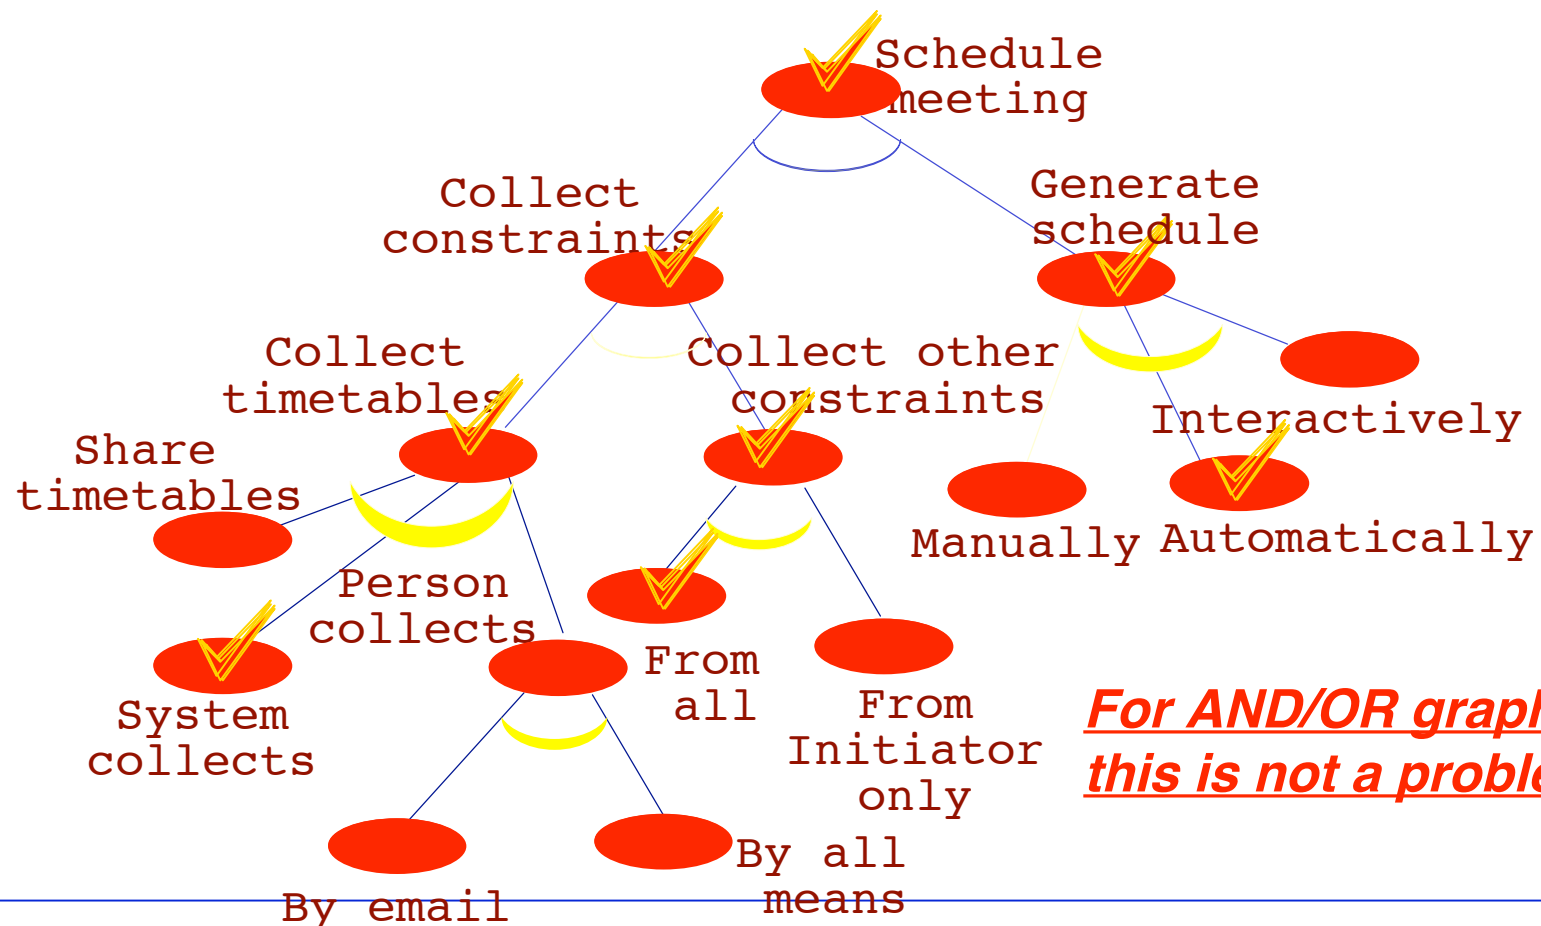 Schedule
meeting
Collect
constraints
Generate
schedule
Collect
timetables
Collect other
constraints
Share
timetables
Interactively
Manually
Automatically
Person
collects
From
all
System
collects
From
Initiator
only
For AND/OR grap
this is not a probl
By all
means
By email